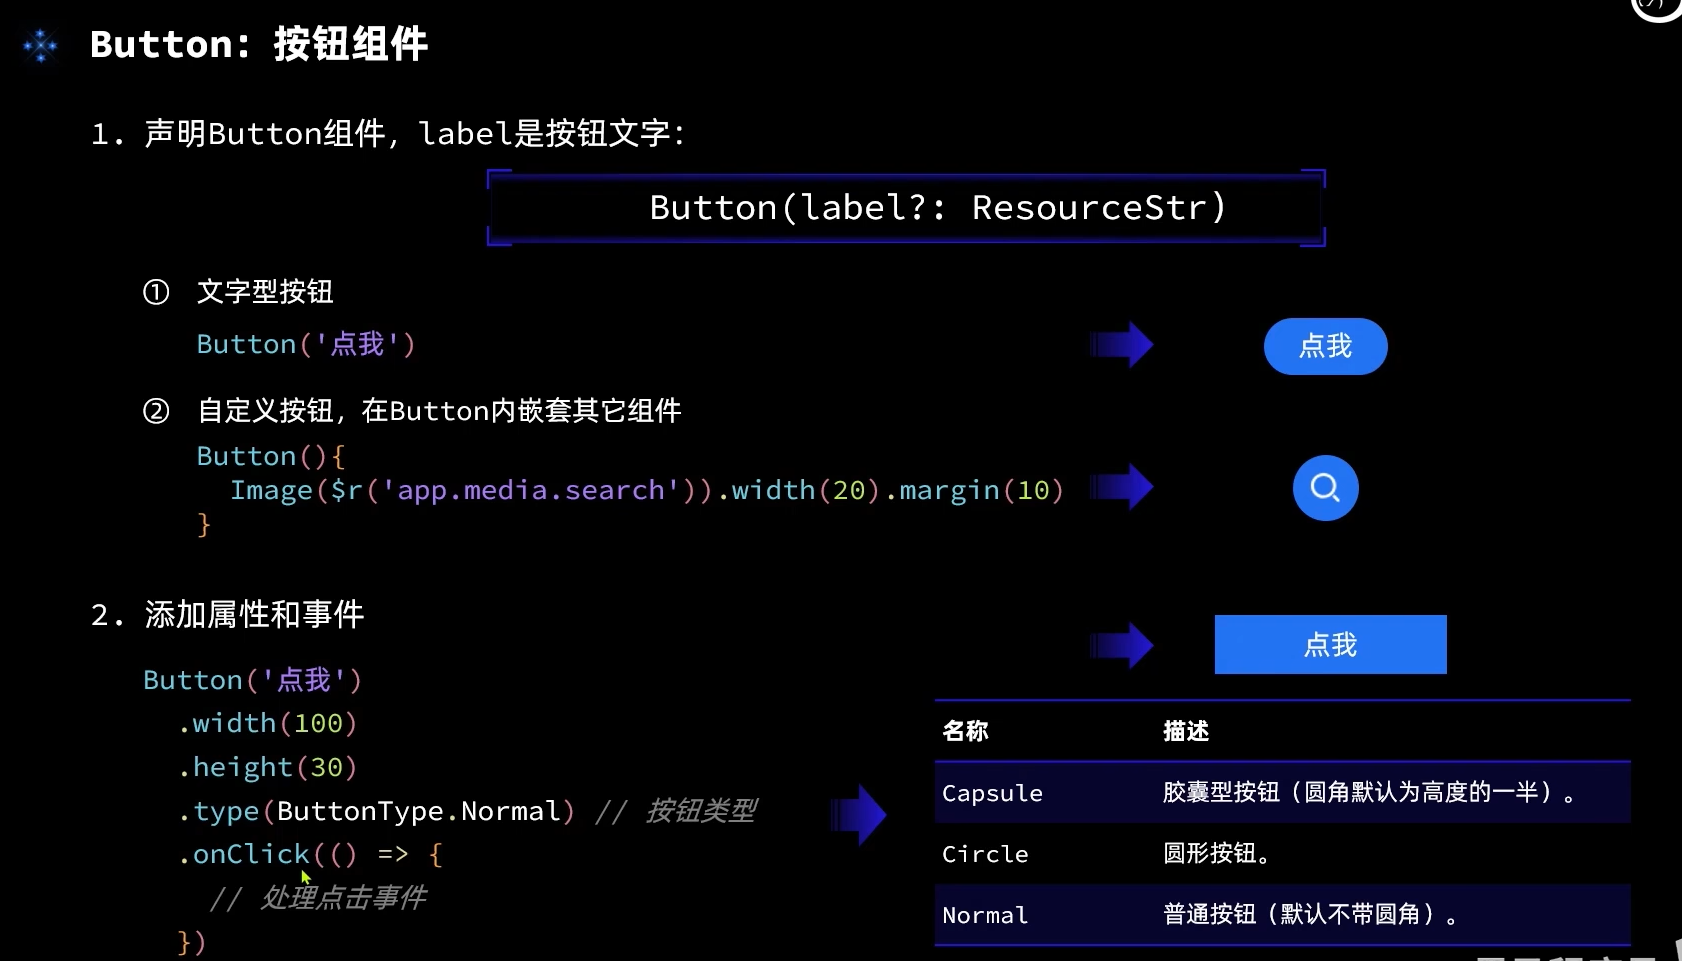 Button：按钮组件
1. 声明Button组件，label是按钮文字：
Button(label?: ResourceStr)
① 文字型按钮
Button('点我')
点我
② 自定义按钮，在Button内嵌套其它组件
Button(){
Image($r('app.media.search')).width(20).margin(10)
}
2. 添加属性和事件
点我
Button('点我')
.width(100)
.height(30)
.type(ButtonType.Normal) // 按钮类型
.onClick(() => {
// 处理点击事件
})
名称 描述
Capsule 胶囊型按钮（圆角默认为高度的一半）。
Circle 圆形按钮。
Normal 普通按钮（默认不带圆角）。